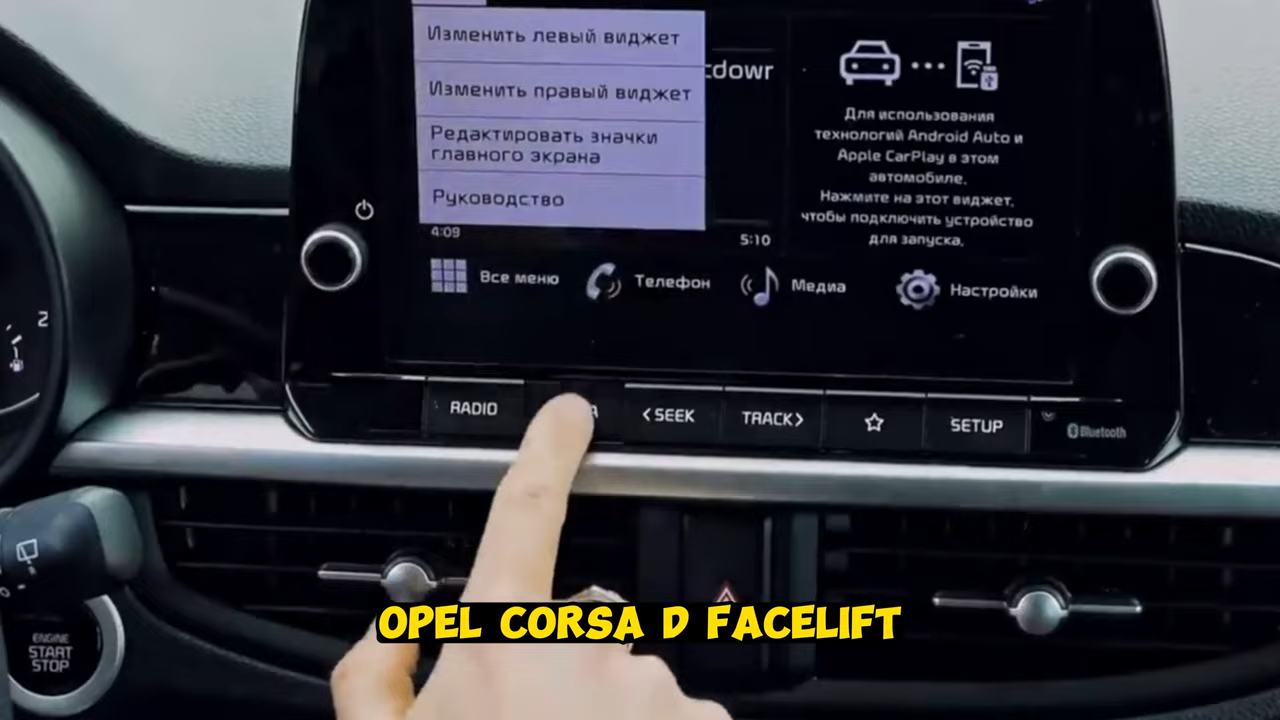 Изменить левый виджет
Изменить правый виджет
Редактировать значки
главного экрана
Руководство
4:09
5:10
Для использования
технологий Android Auto и
Apple CarPlay в этом
автомобиле,
Нажмите на этот виджет,
чтобы подключить устройство
для запуска,
Все меню
Телефон
Медиа
Настройки
RADIO
<SEEK
TRACK>
SETUP
Bluetooth
2
ENGINE
START
STOP
OPEL CORSA D FACELIFT